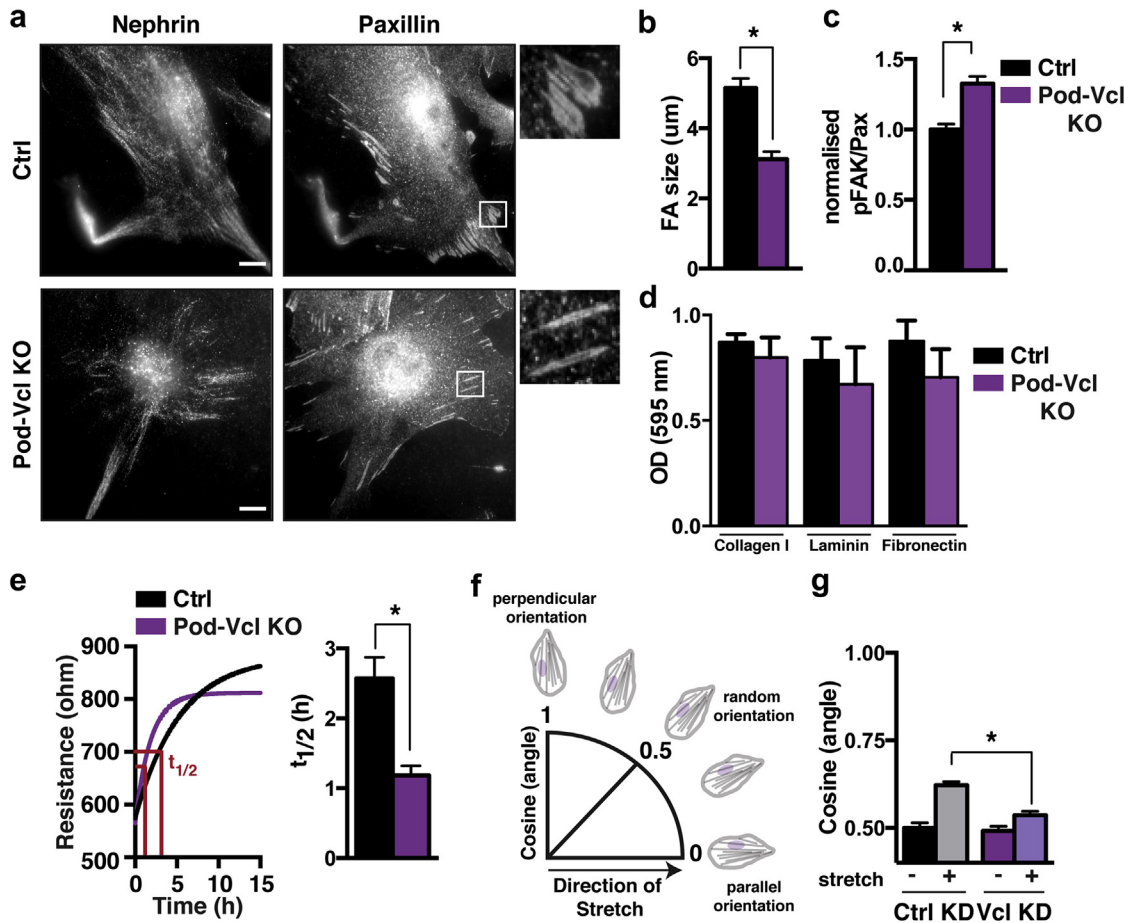 a
Nephrin
Paxillin
Ctrl
Pod-Vcl KO
b
*
FA size (um)
6
4
2
0
c
*
normalised
pFAK/Pax
1.5
1.0
0.5
0.0
Ctrl
Pod-Vcl
KO
d
OD (595 nm)
1.0
0.5
0.0
Collagen I
Laminin
Fibronectin
Ctrl
Pod-Vcl
KO
e
Ctrl
Pod-Vcl KO
Resistance (ohm)
900
800
700
600
500
t1/2
0 5 10 15
Time (h)
*
t1/2 (h)
3
2
1
0
f
perpendicular
orientation
random
orientation
1
0.5
0
Cosine (angle)
Direction of
Stretch
parallel
orientation
g
*
Cosine (angle)
1.00
0.75
0.50
stretch - + - +
Ctrl KD Vcl KD